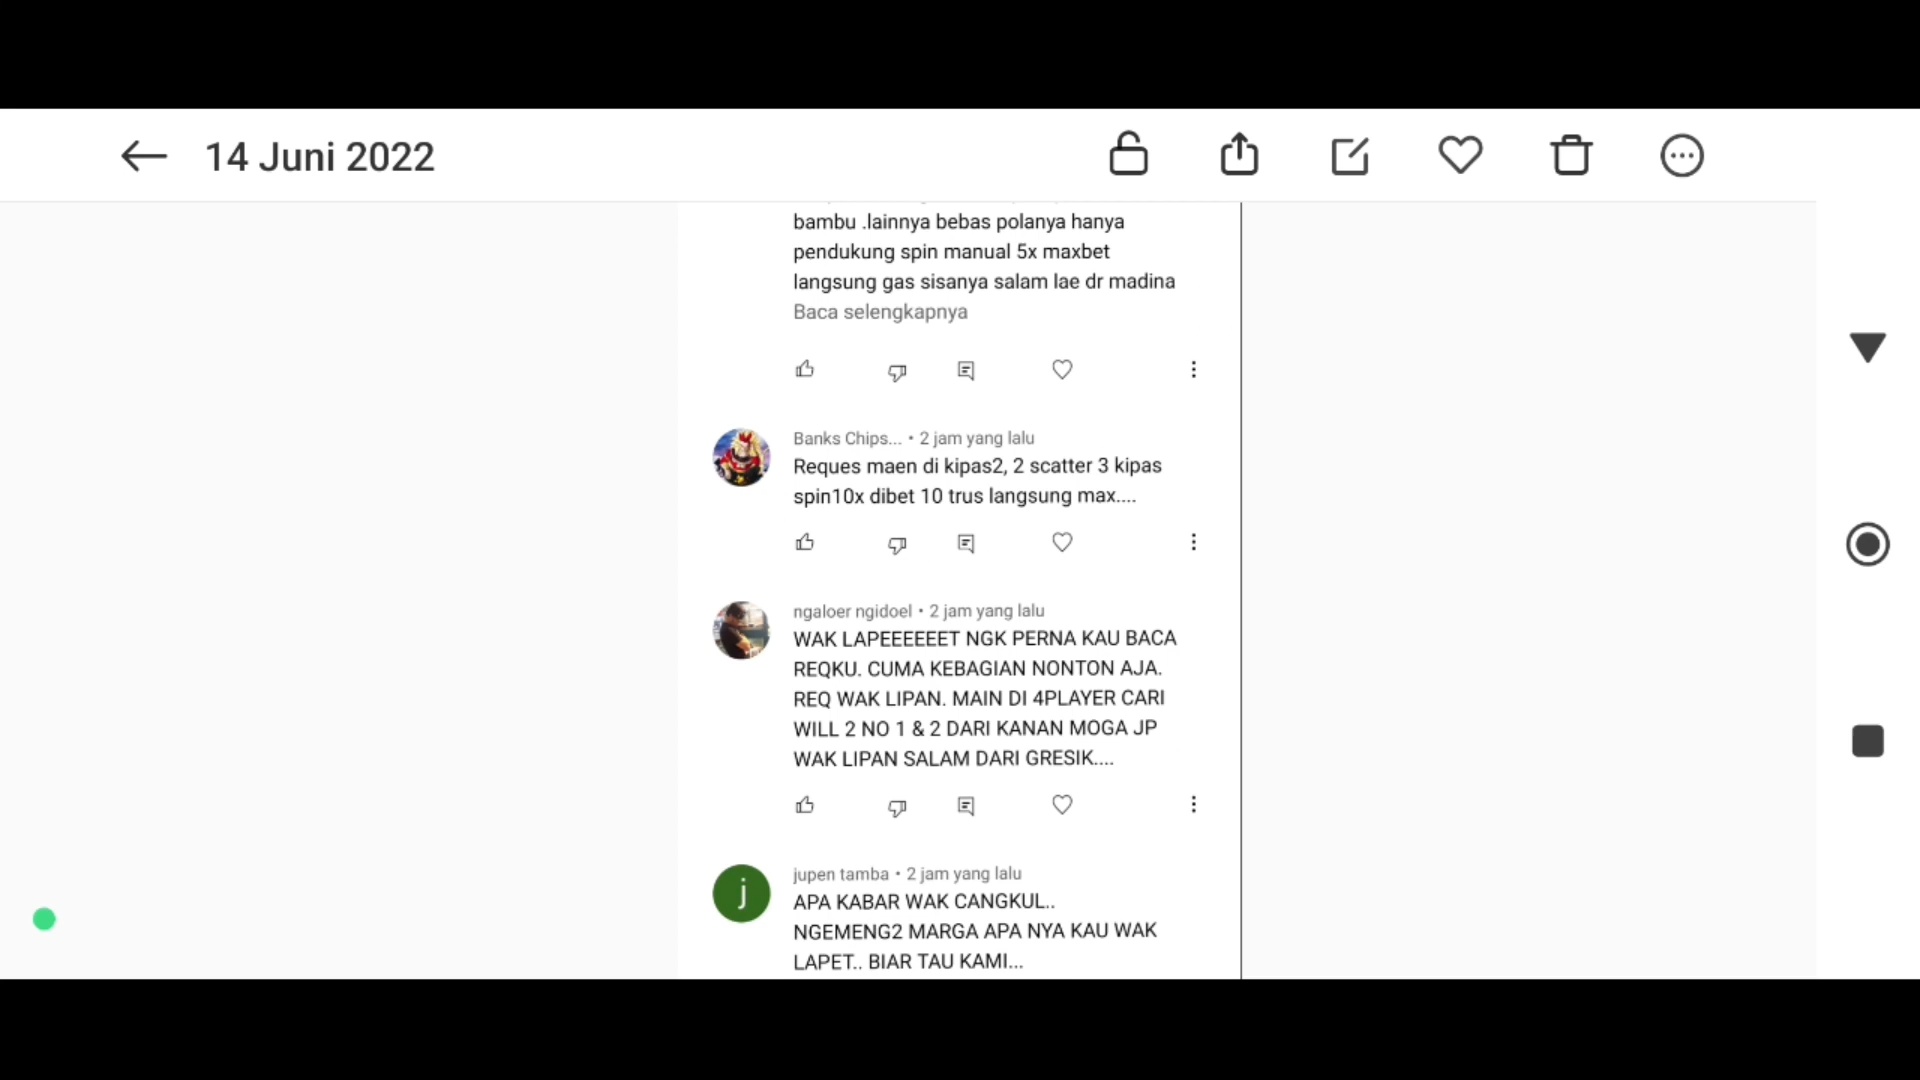 14 Juni 2022
bambu .lainnya bebas polanya hanya
pendukung spin manual 5x maxbet
langsung gas sisanya salam lae dr madina
Baca selengkapnya
Banks Chips... • 2 jam yang lalu
Reques maen di kipas2, 2 scatter 3 kipas
spin10x dibet 10 trus langsung max....
ngaloer ngidoel • 2 jam yang lalu
WAK LAPEEEEEET NGK PERNA KAU BACA
REQKU. CUMA KEBAGIAN NONTON AJA.
REQ WAK LIPAN. MAIN DI 4PLAYER CARI
WILL 2 NO 1 & 2 DARI KANAN MOGA JP
WAK LIPAN SALAM DARI GRESIK....
j
jupen tamba • 2 jam yang lalu
APA KABAR WAK CANGKUL..
NGEMENG2 MARGA APA NYA KAU WAK
LAPET.. BIAR TAU KAMI...